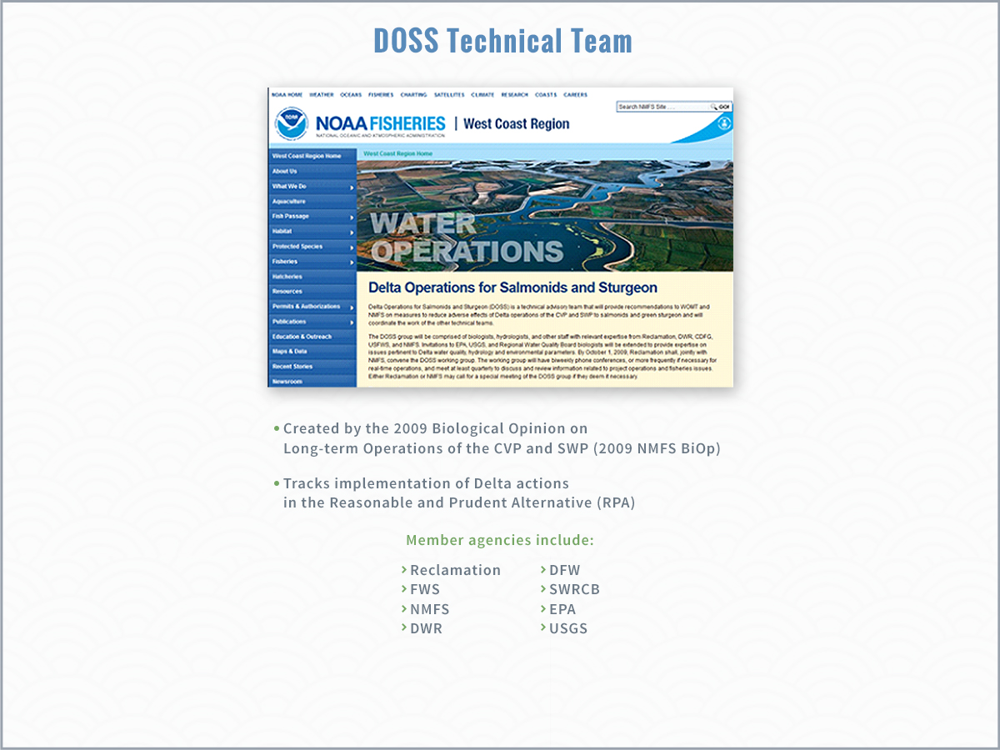 DOSS Technical Team
NOAA HOME WEATHER OCEANS FISHERIES CHARTING SATELLITES CLIMATE RESEARCH COASTS CAREERS
Search NMFS Site . . . GO!
NOAA FISHERIES | West Coast Region
NATIONAL OCEANIC AND ATMOSPHERIC ADMINISTRATION
NOAA
West Coast Region Home
West Coast Region Home
About Us
What We Do
Aquaculture
Fish Passage
Habitat
Protected Species
Fisheries
Hatcheries
Resources
Permits & Authorizations
Publications
Education & Outreach
Maps & Data
Recent Stories
Newsroom
WATER
OPERATIONS
Delta Operations for Salmonids and Sturgeon
Delta Operations for Salmonids and Sturgeon (DOSS) is a technical advisory team that will provide recommendations to WOMT and
NMFS on measures to reduce adverse effects of Delta operations of the CVP and SWP to salmonids and green sturgeon and will
coordinate the work of the other technical teams.
The DOSS group will be comprised of biologists, hydrologists, and other staff with relevant expertise from Reclamation, DWR, CDFG,
USFWS, and NMFS. Invitations to EPA, USGS, and Regional Water Quality Board biologists will be extended to provide expertise on
issues pertinent to Delta water quality, hydrology and environmental parameters. By October 1, 2009, Reclamation shall, jointly with
NMFS, convene the DOSS working group. The working group will have biweekly phone conferences, or more frequently if necessary for
real-time operations, and meet at least quarterly to discuss and review information related to project operations and fisheries issues.
Either Reclamation or NMFS may call for a special meeting of the DOSS group if they deem if necessary.
• Created by the 2009 Biological Opinion on
Long-term Operations of the CVP and SWP (2009 NMFS BiOp)
• Tracks implementation of Delta actions
in the Reasonable and Prudent Alternative (RPA)
Member agencies include:
› Reclamation
› FWS
› NMFS
› DWR
› DFW
› SWRCB
› EPA
› USGS